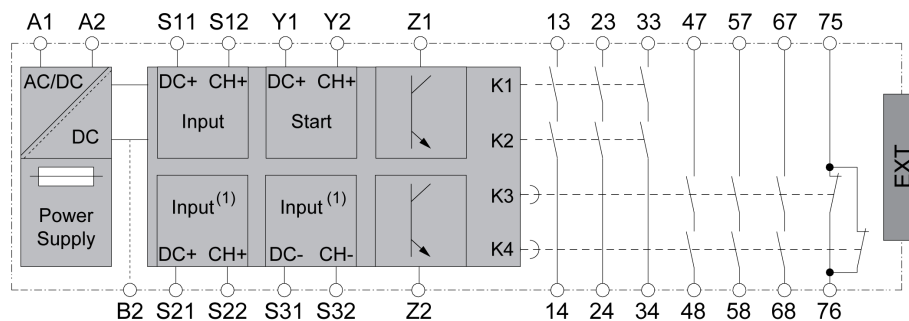 A1 A2 S11 S12 Y1 Y2 Z1 13 23 33 47 57 67 75
AC/DC DC+ CH+ DC+ CH+ K1
Input Start
DC K2
EXT
Input(1) Input(1) K3
Power
Supply
DC+ CH+ DC- CH- K4
B2 S21 S22 S31 S32 Z2 14 24 34 48 58 68 76